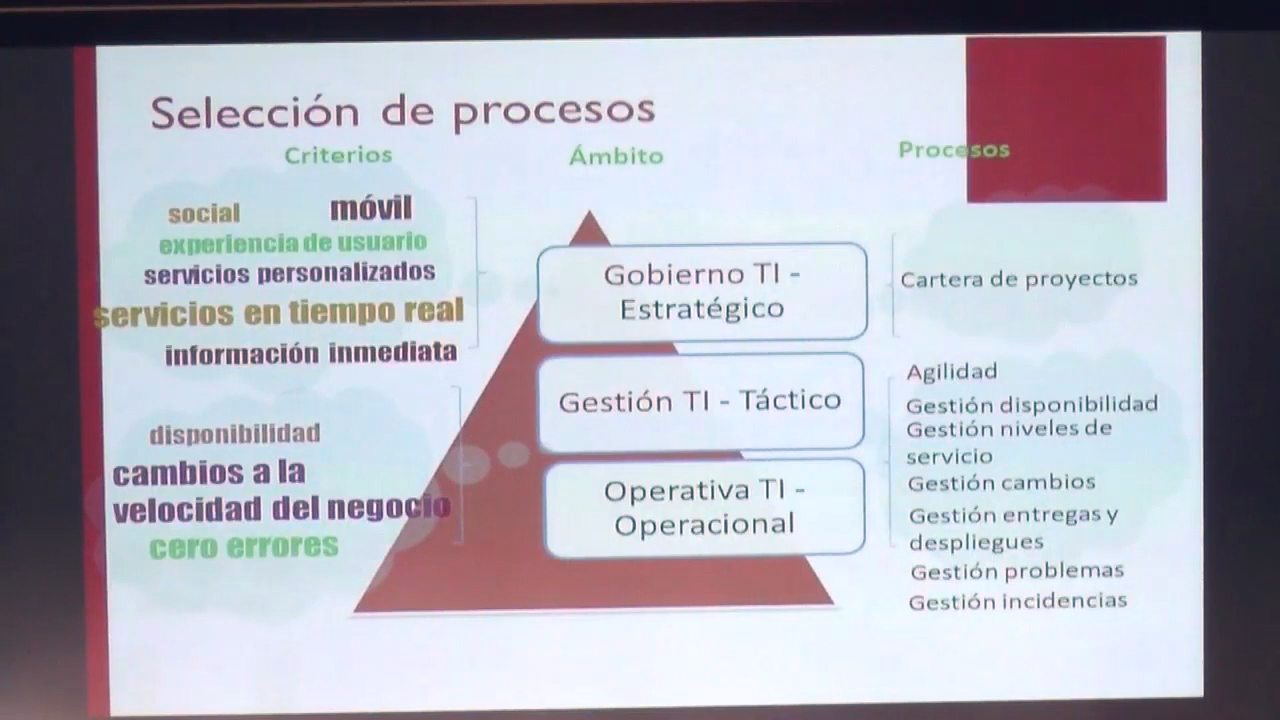 Selección de procesos
Criterios
Ámbito
Procesos
social
móvil
experiencia de usuario
servicios personalizados
servicios en tiempo real
información inmediata
disponibilidad
cambios a la
velocidad del negocio
cero errores
Gobierno TI -
Estratégico
Gestión TI - Táctico
Operativa TI -
Operacional
Cartera de proyectos
Agilidad
Gestión disponibilidad
Gestión niveles de
servicio
Gestión cambios
Gestión entregas y
despliegues
Gestión problemas
Gestión incidencias